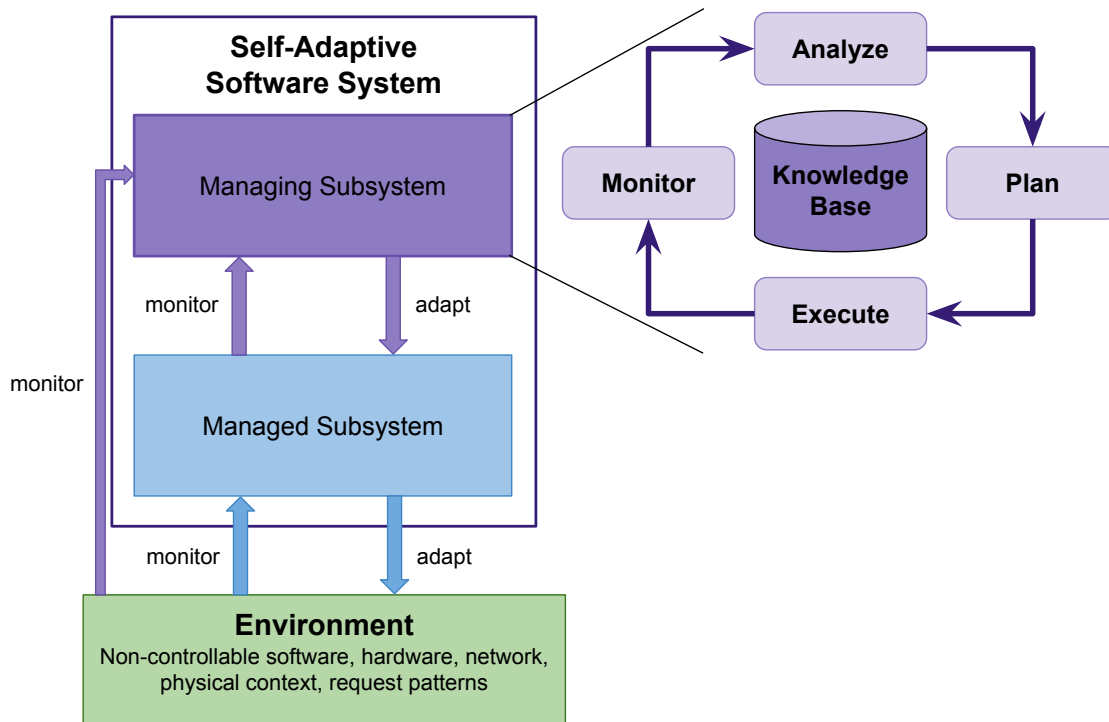 Self-Adaptive
Software System
Managing Subsystem
monitor
adapt
monitor
Managed Subsystem
monitor
adapt
Environment
Non-controllable software, hardware, network,
physical context, request patterns
Analyze
Monitor
Knowledge
Base
Plan
Execute